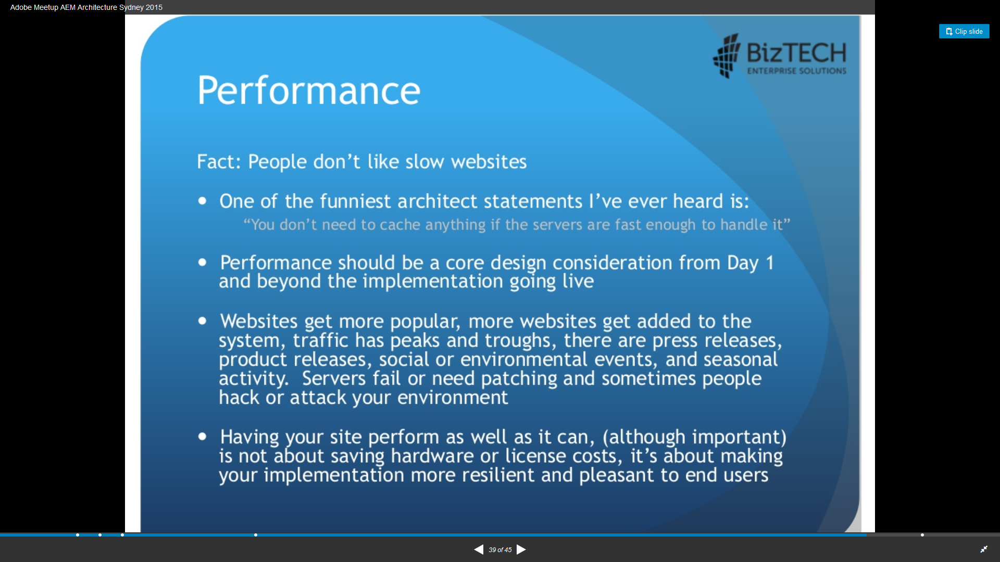 Adobe Meetup AEM Architecture Sydney 2015
Clip slide
BizTECH
ENTERPRISE SOLUTIONS
Performance
Fact: People don’t like slow websites
• One of the funniest architect statements I’ve ever heard is:
“You don’t need to cache anything if the servers are fast enough to handle it”
• Performance should be a core design consideration from Day 1
and beyond the implementation going live
• Websites get more popular, more websites get added to the
system, traffic has peaks and troughs, there are press releases,
product releases, social or environmental events, and seasonal
activity.  Servers fail or need patching and sometimes people
hack or attack your environment
• Having your site perform as well as it can, (although important)
is not about saving hardware or license costs, it’s about making
your implementation more resilient and pleasant to end users
39 of 45